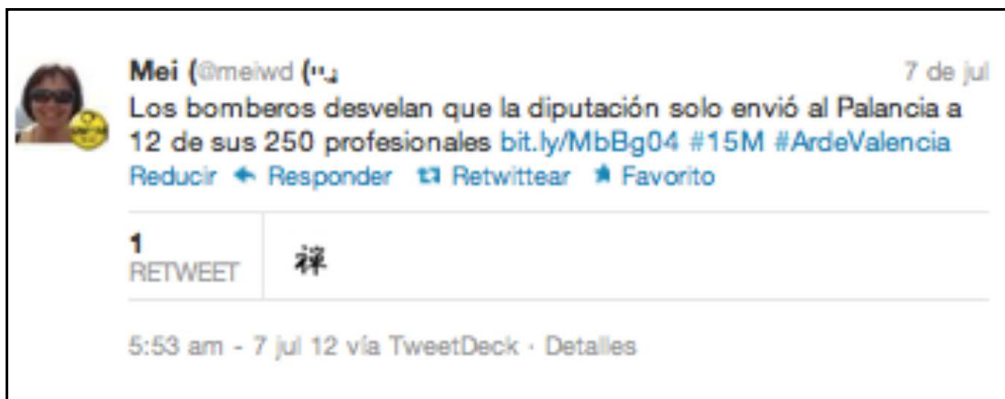 Mei (@meiwd (
7 de jul
Los bomberos desvelan que la diputación solo envió al Palancia a
12 de sus 250 profesionales bit.ly/MbBg04 #15M #ArdeValencia
Reducir Responder Retwittear Favorito
1
RETWEET
禪
5:53 am - 7 jul 12 vía TweetDeck · Detalles